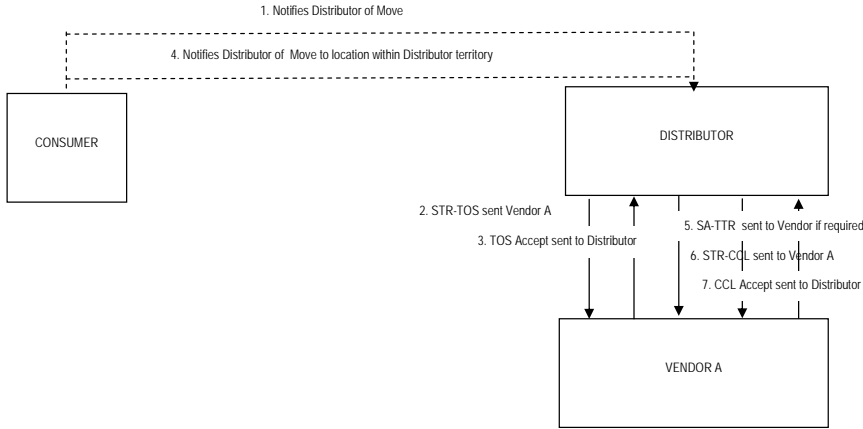 1. Notifies Distributor of Move
4. Notifies Distributor of Move to location within Distributor territory
CONSUMER
DISTRIBUTOR
2. STR-TOS sent Vendor A
3. TOS Accept sent to Distributor
5. SA-TTR sent to Vendor if required
6. STR-CCL sent to Vendor A
7. CCL Accept sent to Distributor
VENDOR A